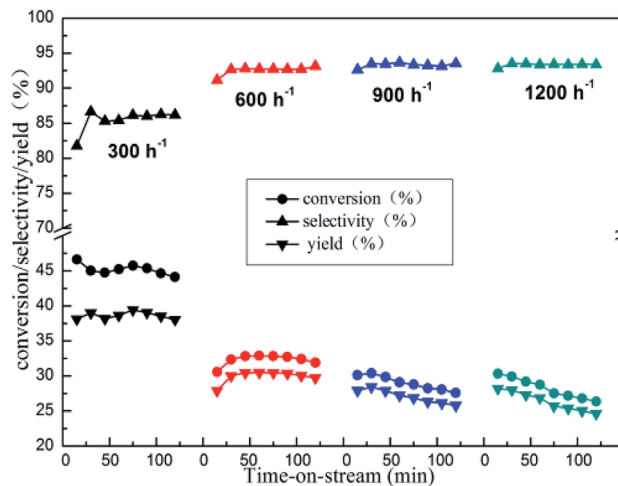 conversion/selectivity/yield（%）
100
95
90
85
80
75
70
45
40
35
30
25
20
300 h⁻¹
600 h⁻¹
900 h⁻¹
1200 h⁻¹
conversion（%）
selectivity（%）
yield（%）
0 50 100 0 50 100 0 50 100 0 50 100
Time-on-stream (min)